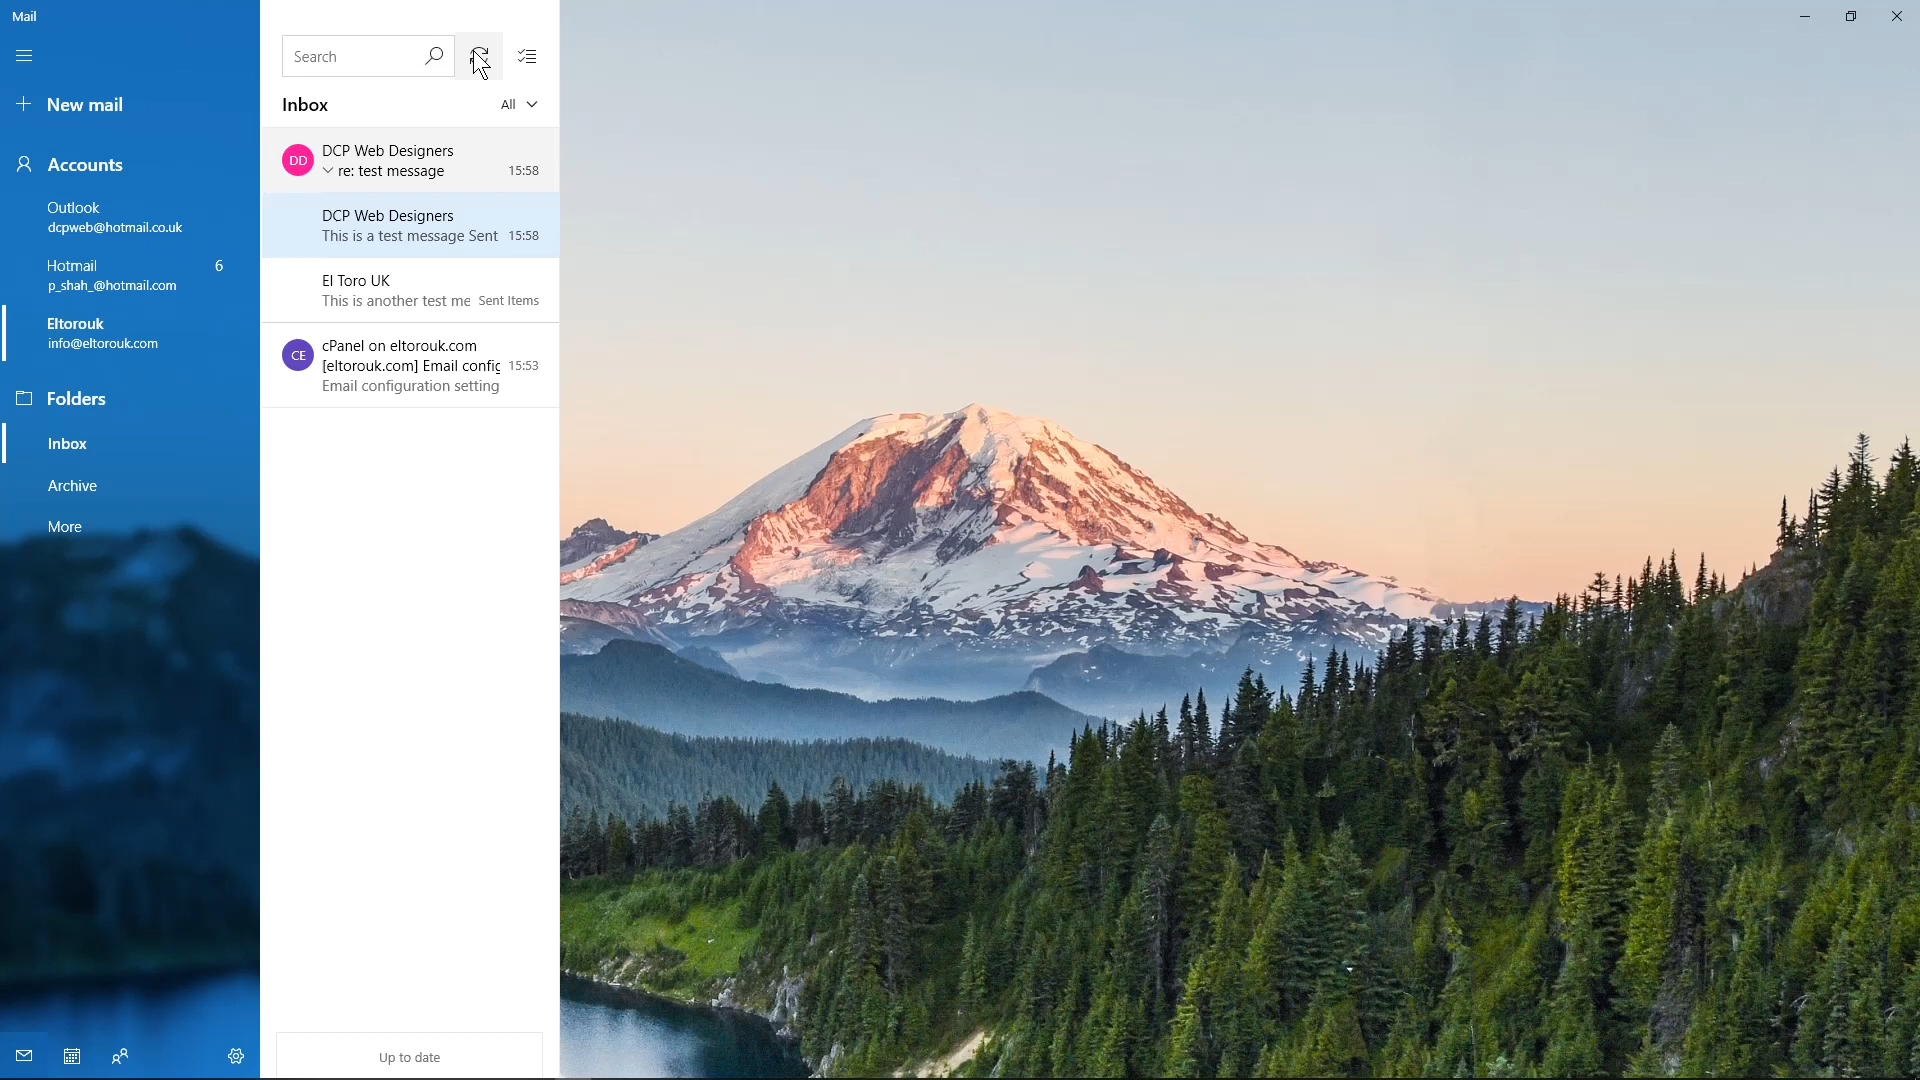 Mail
Search
New mail
Inbox
All
Accounts
Outlook
dcpweb@hotmail.co.uk
Hotmail
6
p_shah_@hotmail.com
Eltorouk
info@eltorouk.com
Folders
Inbox
Archive
More
DD
DCP Web Designers
re: test message
15:58
DCP Web Designers
This is a test message Sent
15:58
El Toro UK
This is another test me
Sent Items
CE
cPanel on eltorouk.com
[eltorouk.com] Email config
15:53
Email configuration setting
Up to date